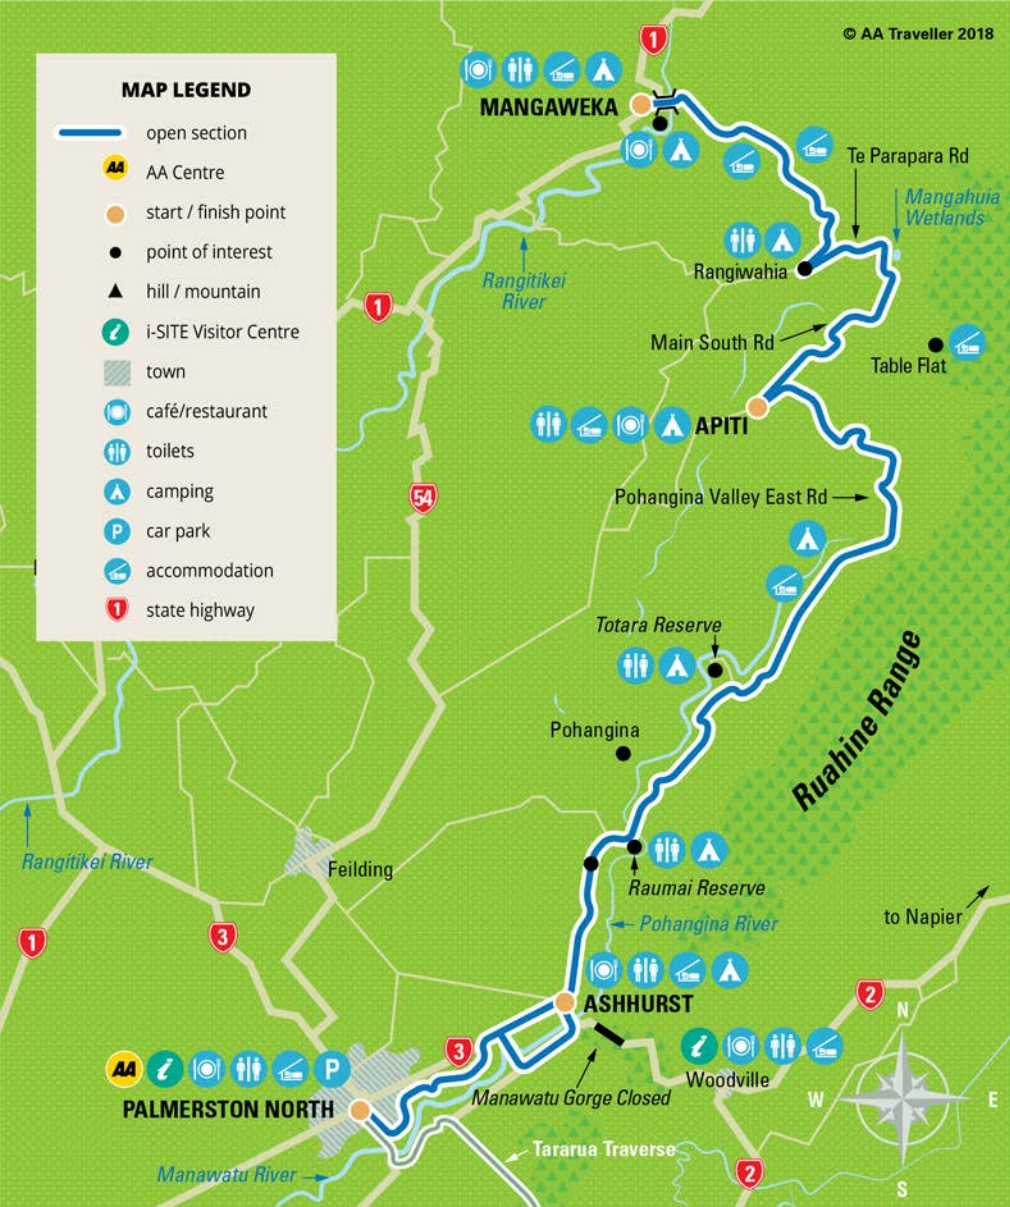 © AA Traveller 2018
MAP LEGEND
open section
AA
AA Centre
start / finish point
point of interest
hill / mountain
i
i-SITE Visitor Centre
town
café/restaurant
toilets
camping
P
car park
accommodation
1
state highway
1
MANGAWEKA
Te Parapara Rd
Mangahuia
Wetlands
Rangiwahia
Rangitikei
River
1
Main South Rd
Table Flat
APITI
54
Pohangina Valley East Rd
Totara Reserve
Ruahine Range
Pohangina
Rangitikei River
Feilding
Raumai Reserve
to Napier
Pohangina River
1
3
ASHHURST
2
N
3
i
Woodville
W
E
AA
i
P
Manawatu Gorge Closed
PALMERSTON NORTH
Tararua Traverse
Manawatu River
2
S